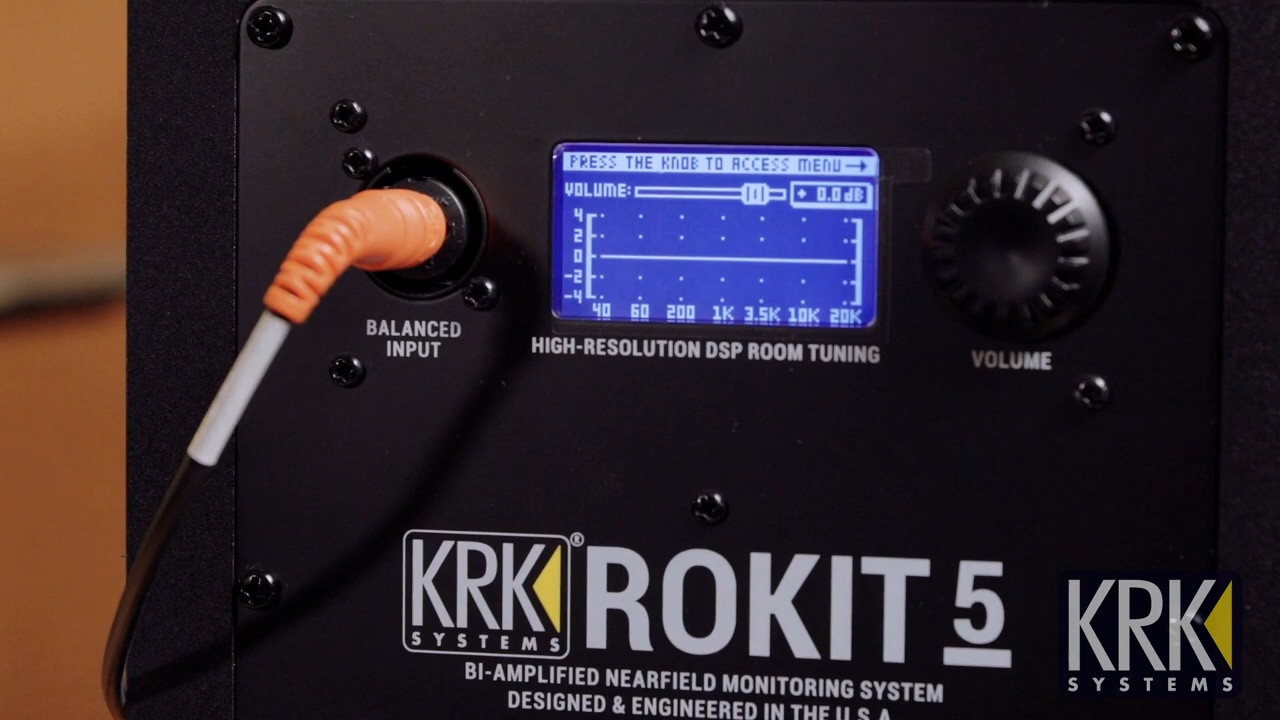 PRESS THE KNOB TO ACCESS MENU→
VOLUME: + 0.0dB
4
2
0
-2
-4
40 60 200 1K 3.5K 10K 20K
BALANCED
INPUT
HIGH-RESOLUTION DSP ROOM TUNING
VOLUME
KRK® ROKIT 5
SYSTEMS
BI-AMPLIFIED NEARFIELD MONITORING SYSTEM
DESIGNED & ENGINEERED IN THE U.S.A.
KRK
SYSTEMS